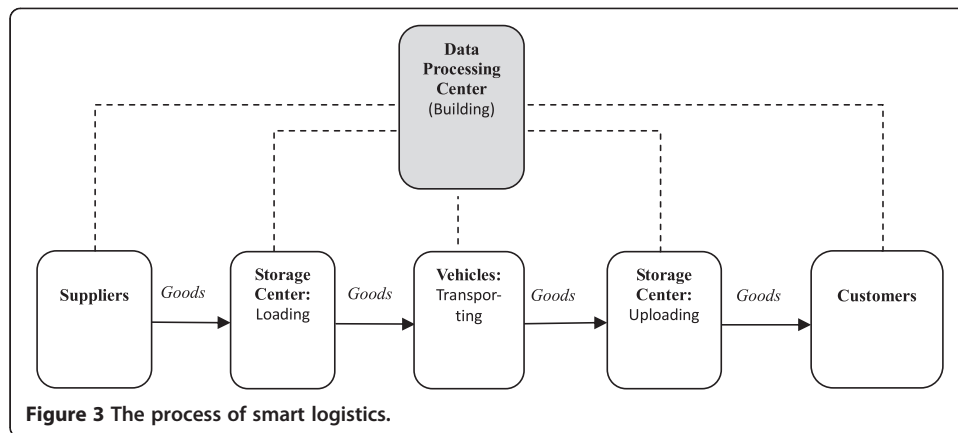 Data
Processing
Center
(Building)
Suppliers
Goods
Storage
Center:
Loading
Goods
Vehicles:
Transpor-
ting
Goods
Storage
Center:
Uploading
Goods
Customers
Figure 3 The process of smart logistics.